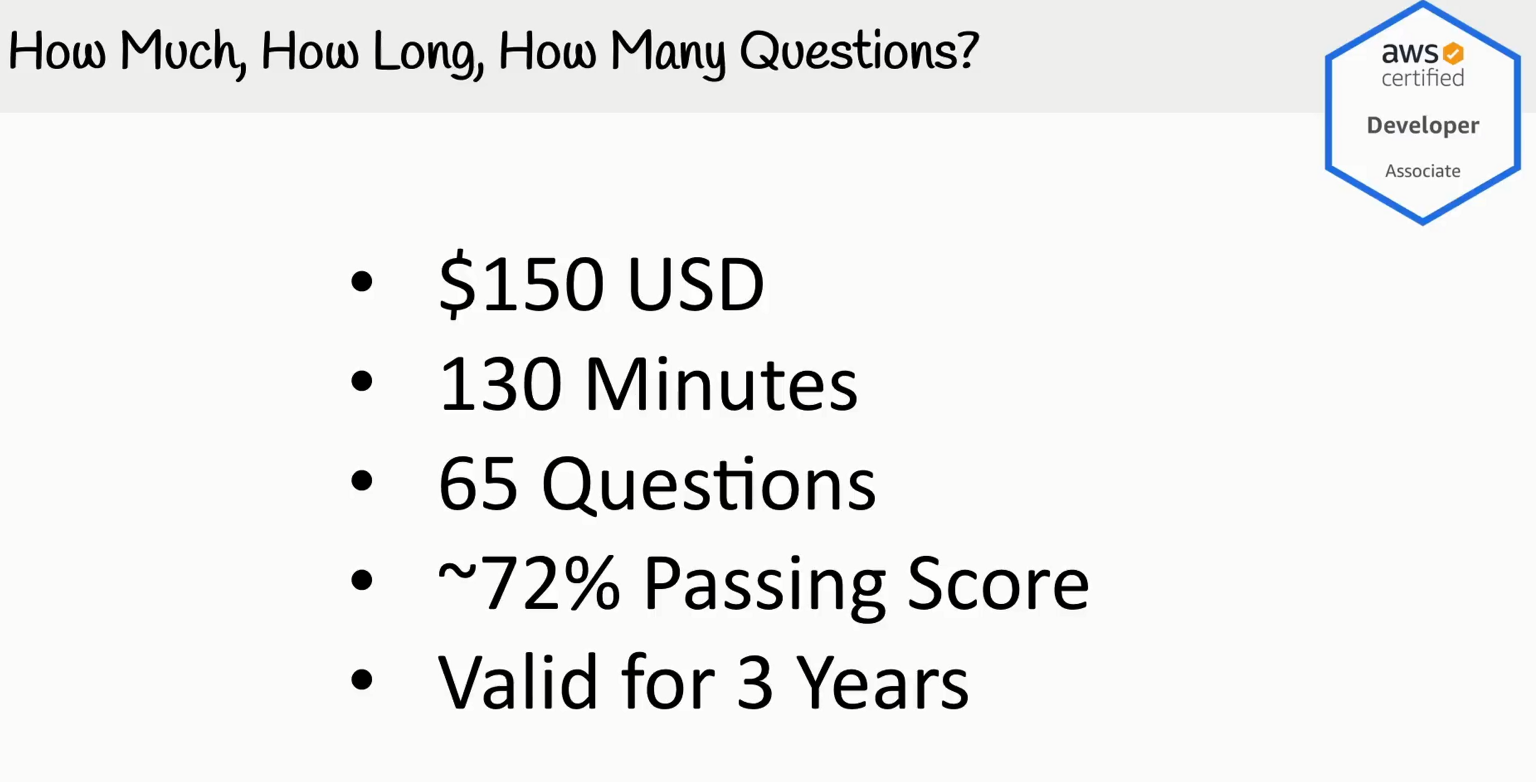 How Much, How Long, How Many Questions?
aws
certified
Developer
Associate
• $150 USD
• 130 Minutes
• 65 Questions
• ~72% Passing Score
• Valid for 3 Years